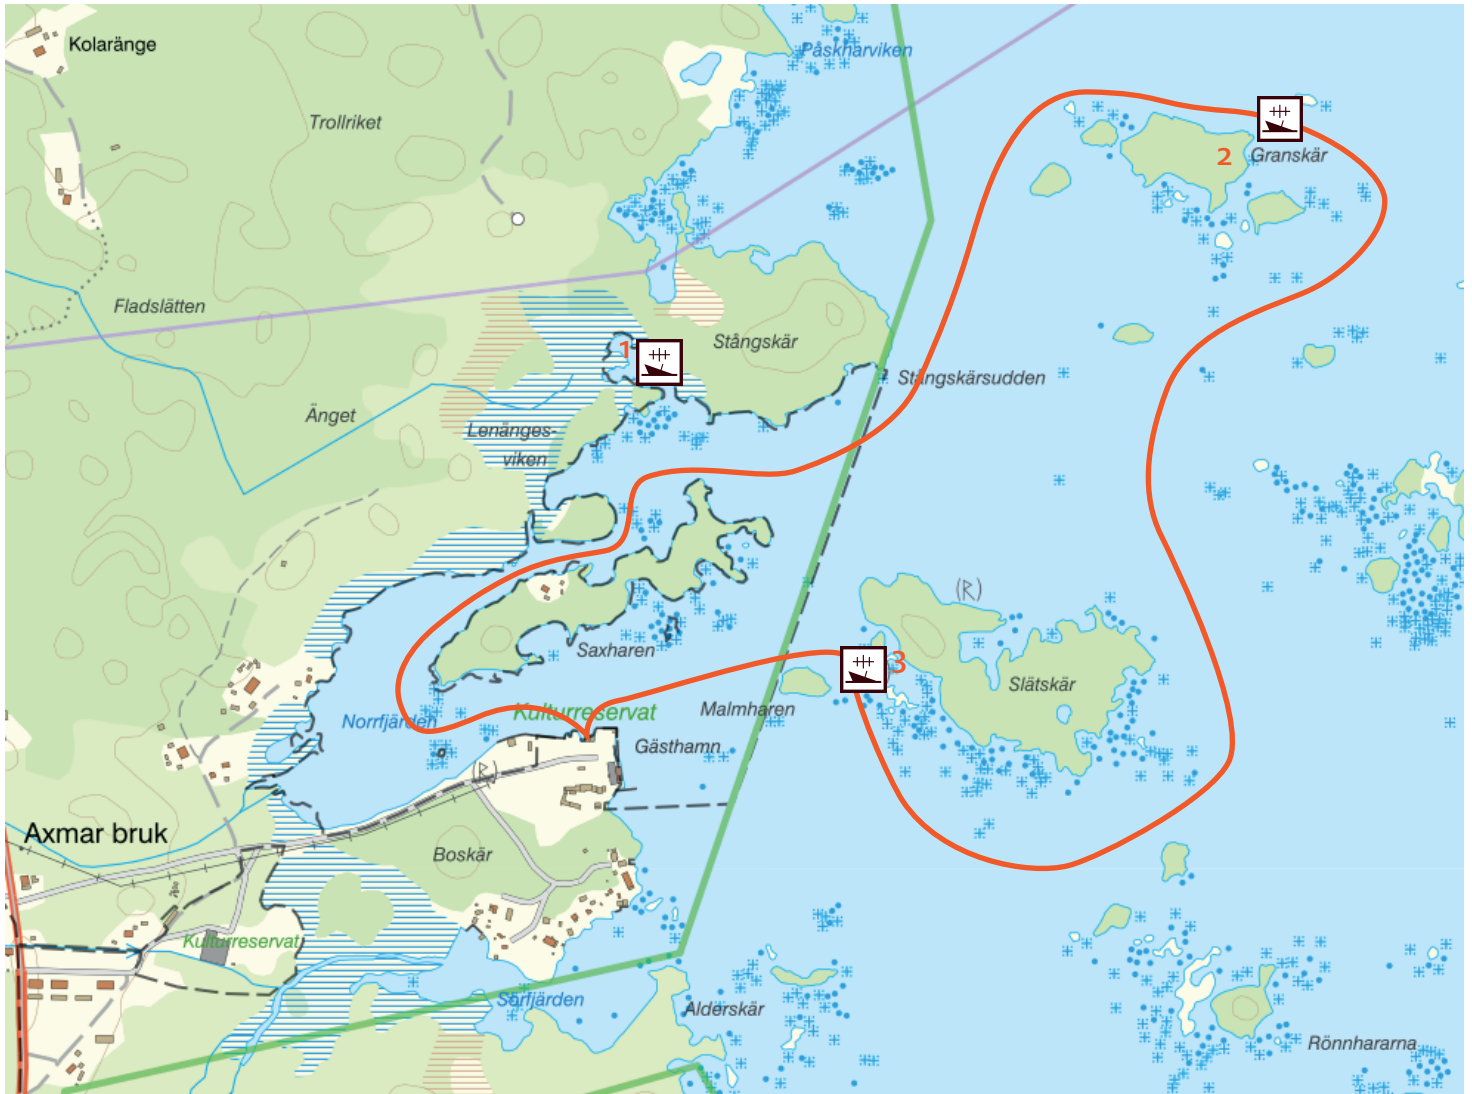 Kolaränge
Påskharviken
Trollriket
2
Granskär
Fladslätten
Stångskär
1
Stångskärsudden
Änget
Lenänges-
viken
(R)
Saxharen
3
Slätskär
Norrfjärden
Kulturreservat
Malmharen
Gästhamn
(R)
Axmar bruk
Boskär
Kulturreservat
Sörfjärden
Alderskär
Rönnhararna